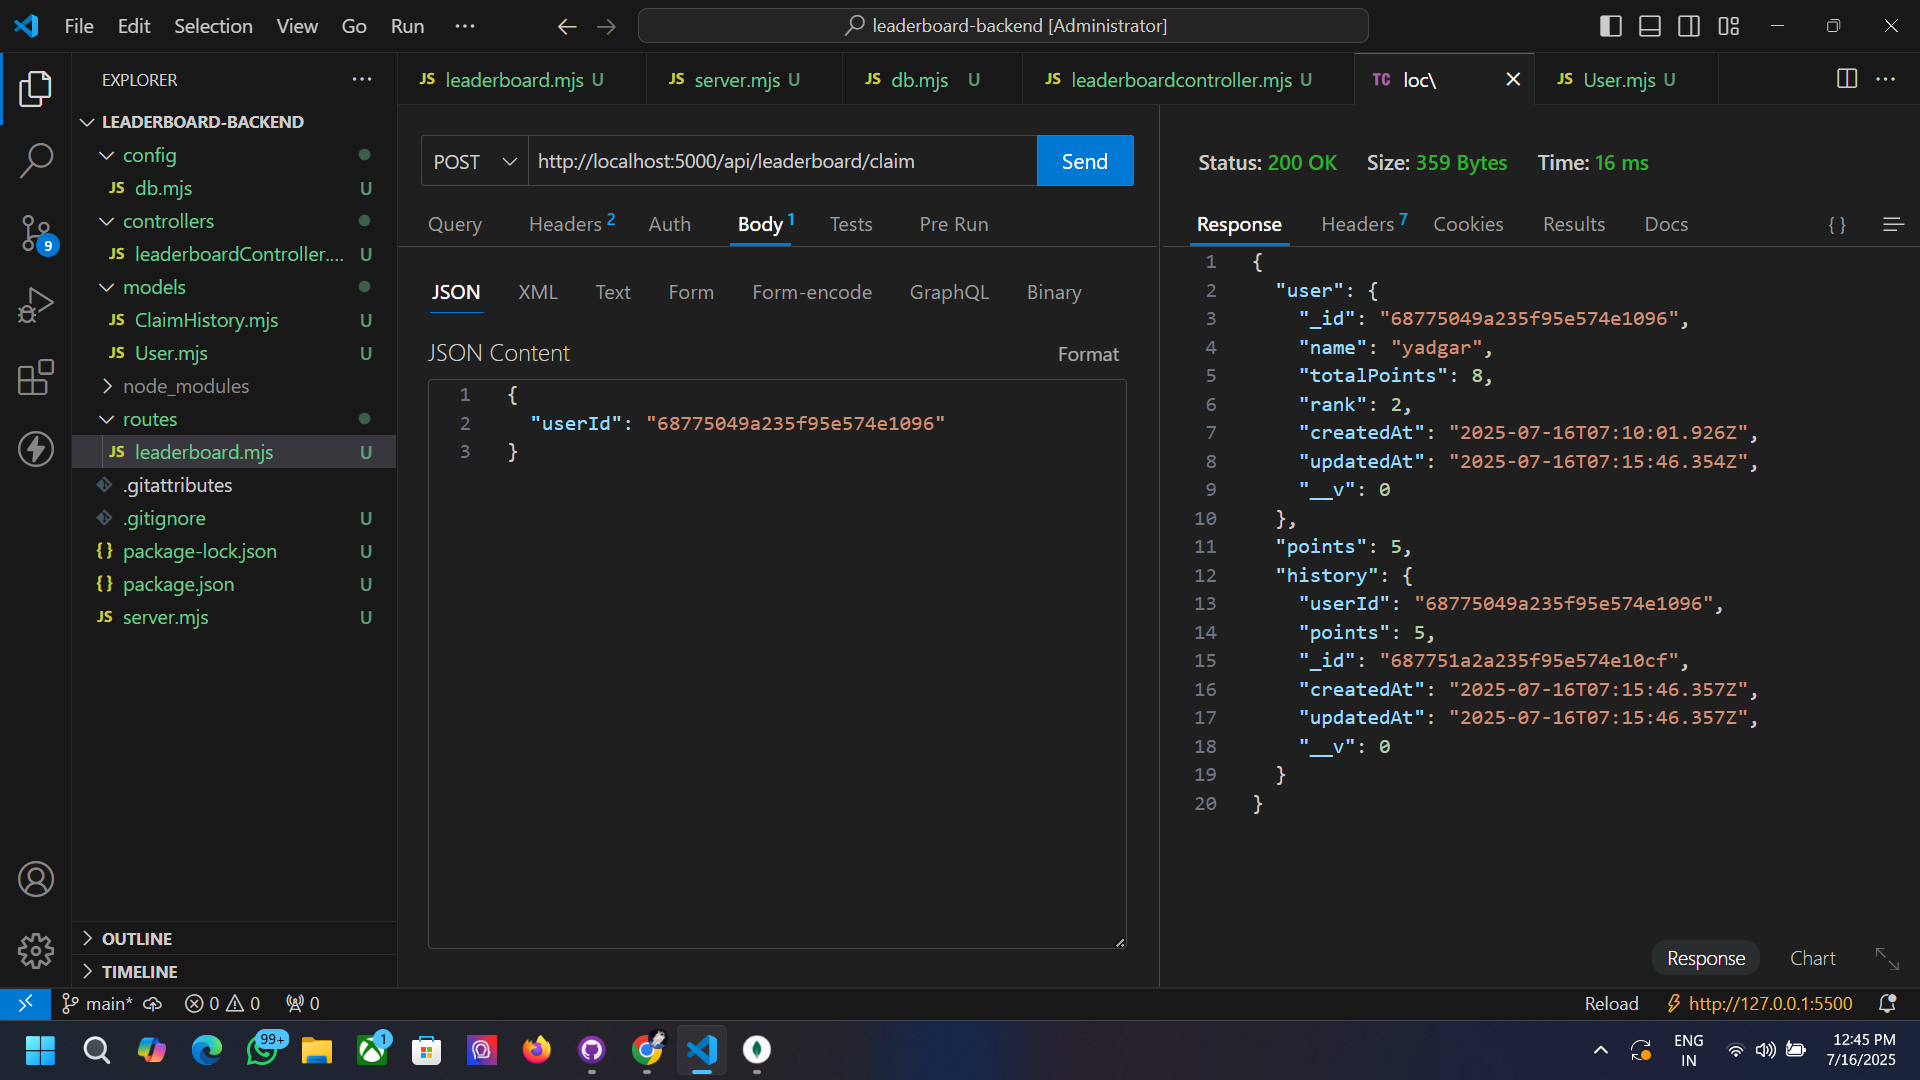 File Edit Selection View Go Run ··· leaderboard-backend [Administrator]
EXPLORER ···
LEADERBOARD-BACKEND
config
JS db.mjs U
controllers
JS leaderboardController.... U
models
JS ClaimHistory.mjs U
JS User.mjs U
node_modules
routes
JS leaderboard.mjs U
.gitattributes
.gitignore U
{} package-lock.json U
{} package.json U
JS server.mjs U
OUTLINE
TIMELINE
9
JS leaderboard.mjs U JS server.mjs U JS db.mjs U JS leaderboardcontroller.mjs U TC loc\ JS User.mjs U ···
POST http://localhost:5000/api/leaderboard/claim Send
Query Headers 2 Auth Body 1 Tests Pre Run
JSON XML Text Form Form-encode GraphQL Binary
JSON Content Format
1 {
2 "userId": "68775049a235f95e574e1096"
3 }
Status: 200 OK Size: 359 Bytes Time: 16 ms
Response Headers 7 Cookies Results Docs {}
1 {
2 "user": {
3 "_id": "68775049a235f95e574e1096",
4 "name": "yadgar",
5 "totalPoints": 8,
6 "rank": 2,
7 "createdAt": "2025-07-16T07:10:01.926Z",
8 "updatedAt": "2025-07-16T07:15:46.354Z",
9 "__v": 0
10 },
11 "points": 5,
12 "history": {
13 "userId": "68775049a235f95e574e1096",
14 "points": 5,
15 "_id": "687751a2a235f95e574e10cf",
16 "createdAt": "2025-07-16T07:15:46.357Z",
17 "updatedAt": "2025-07-16T07:15:46.357Z",
18 "__v": 0
19 }
20 }
Response Chart
main* 0 0 0 Reload http://127.0.0.1:5500
99+ 1
ENG
IN
12:45 PM
7/16/2025